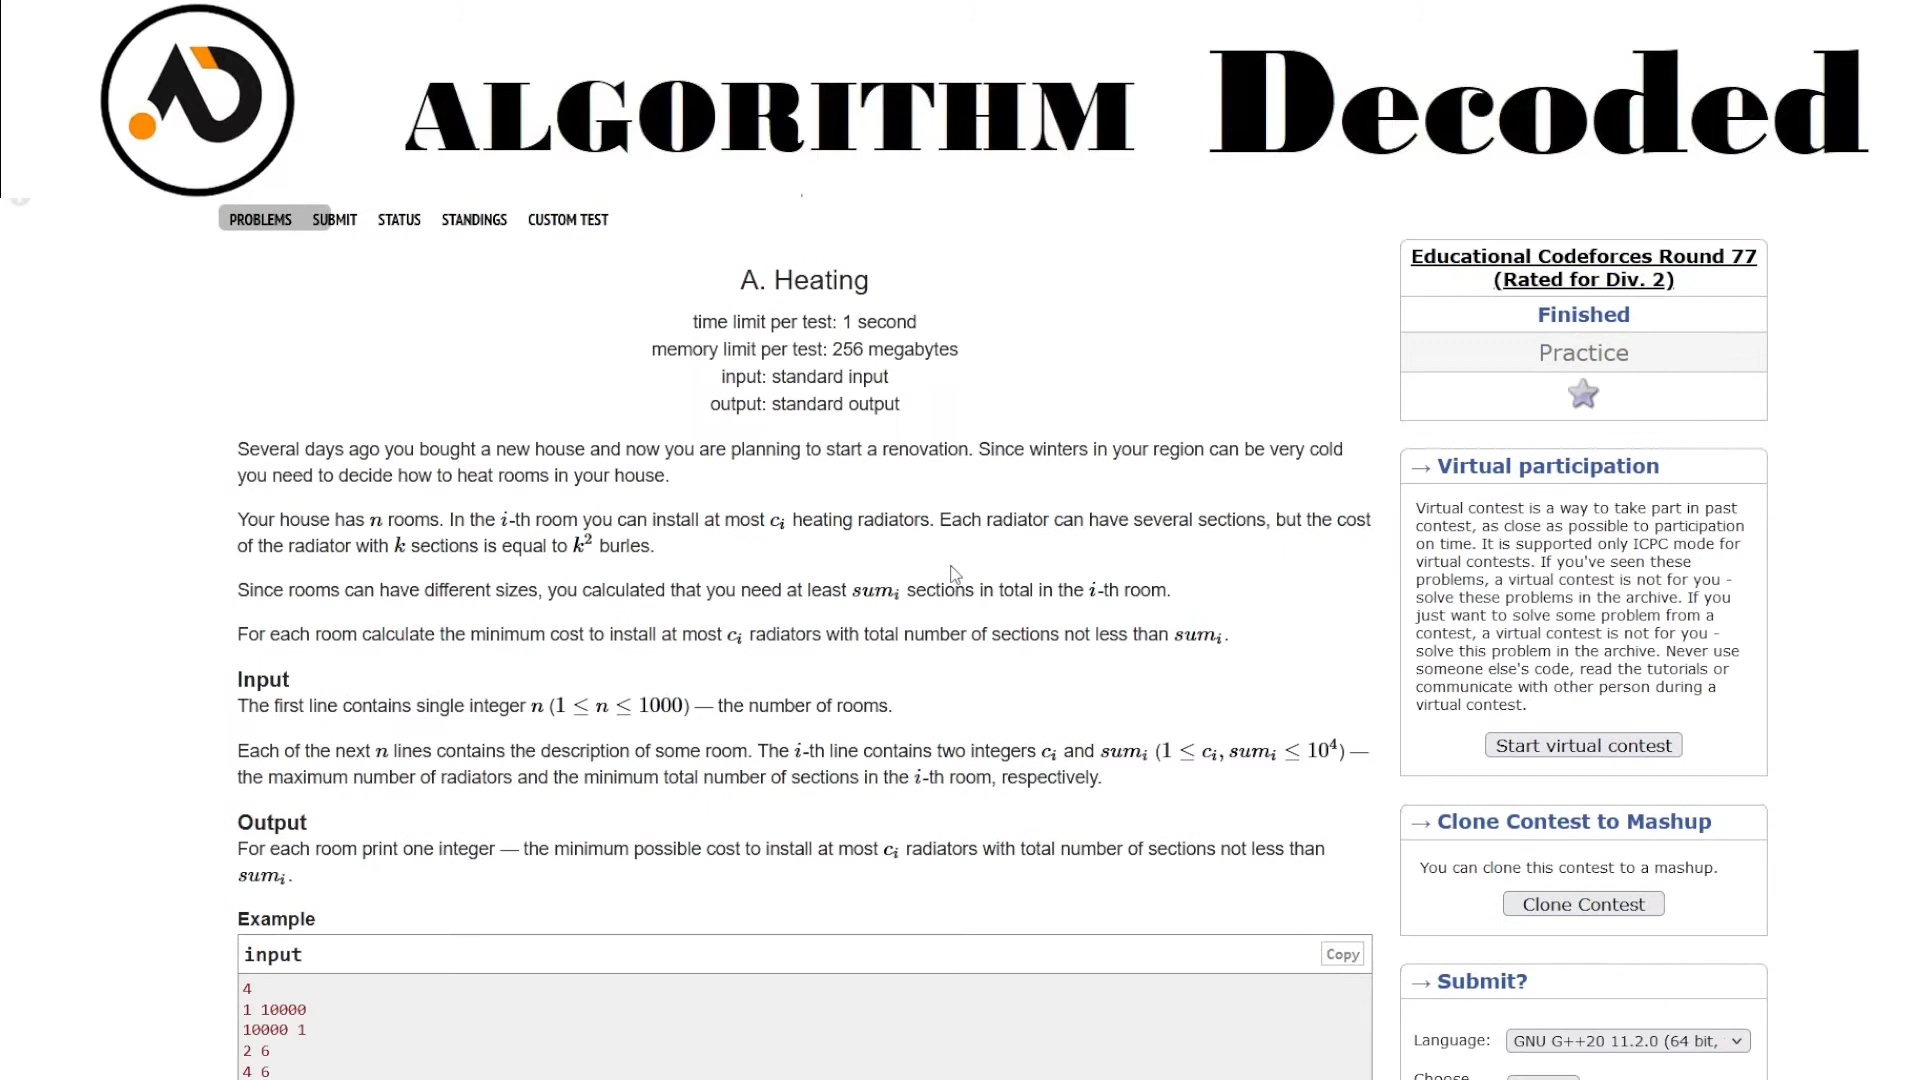 ALGORITHM Decoded
PROBLEMS SUBMIT STATUS STANDINGS CUSTOM TEST
A. Heating
time limit per test: 1 second
memory limit per test: 256 megabytes
input: standard input
output: standard output
Several days ago you bought a new house and now you are planning to start a renovation. Since winters in your region can be very cold
you need to decide how to heat rooms in your house.
Your house has n rooms. In the i-th room you can install at most cᵢ heating radiators. Each radiator can have several sections, but the cost
of the radiator with k sections is equal to k² burles.
Since rooms can have different sizes, you calculated that you need at least sumᵢ sections in total in the i-th room.
For each room calculate the minimum cost to install at most cᵢ radiators with total number of sections not less than sumᵢ.
Input
The first line contains single integer n (1 ≤ n ≤ 1000) — the number of rooms.
Each of the next n lines contains the description of some room. The i-th line contains two integers cᵢ and sumᵢ (1 ≤ cᵢ, sumᵢ ≤ 10⁴) —
the maximum number of radiators and the minimum total number of sections in the i-th room, respectively.
Output
For each room print one integer — the minimum possible cost to install at most cᵢ radiators with total number of sections not less than
sumᵢ.
Example
input
Copy
4
1 10000
10000 1
2 6
4 6
Educational Codeforces Round 77
(Rated for Div. 2)
Finished
Practice
→ Virtual participation
Virtual contest is a way to take part in past
contest, as close as possible to participation
on time. It is supported only ICPC mode for
virtual contests. If you've seen these
problems, a virtual contest is not for you -
solve these problems in the archive. If you
just want to solve some problem from a
contest, a virtual contest is not for you -
solve this problem in the archive. Never use
someone else's code, read the tutorials or
communicate with other person during a
virtual contest.
Start virtual contest
→ Clone Contest to Mashup
You can clone this contest to a mashup.
Clone Contest
→ Submit?
Language: GNU G++20 11.2.0 (64 bit,
Choose